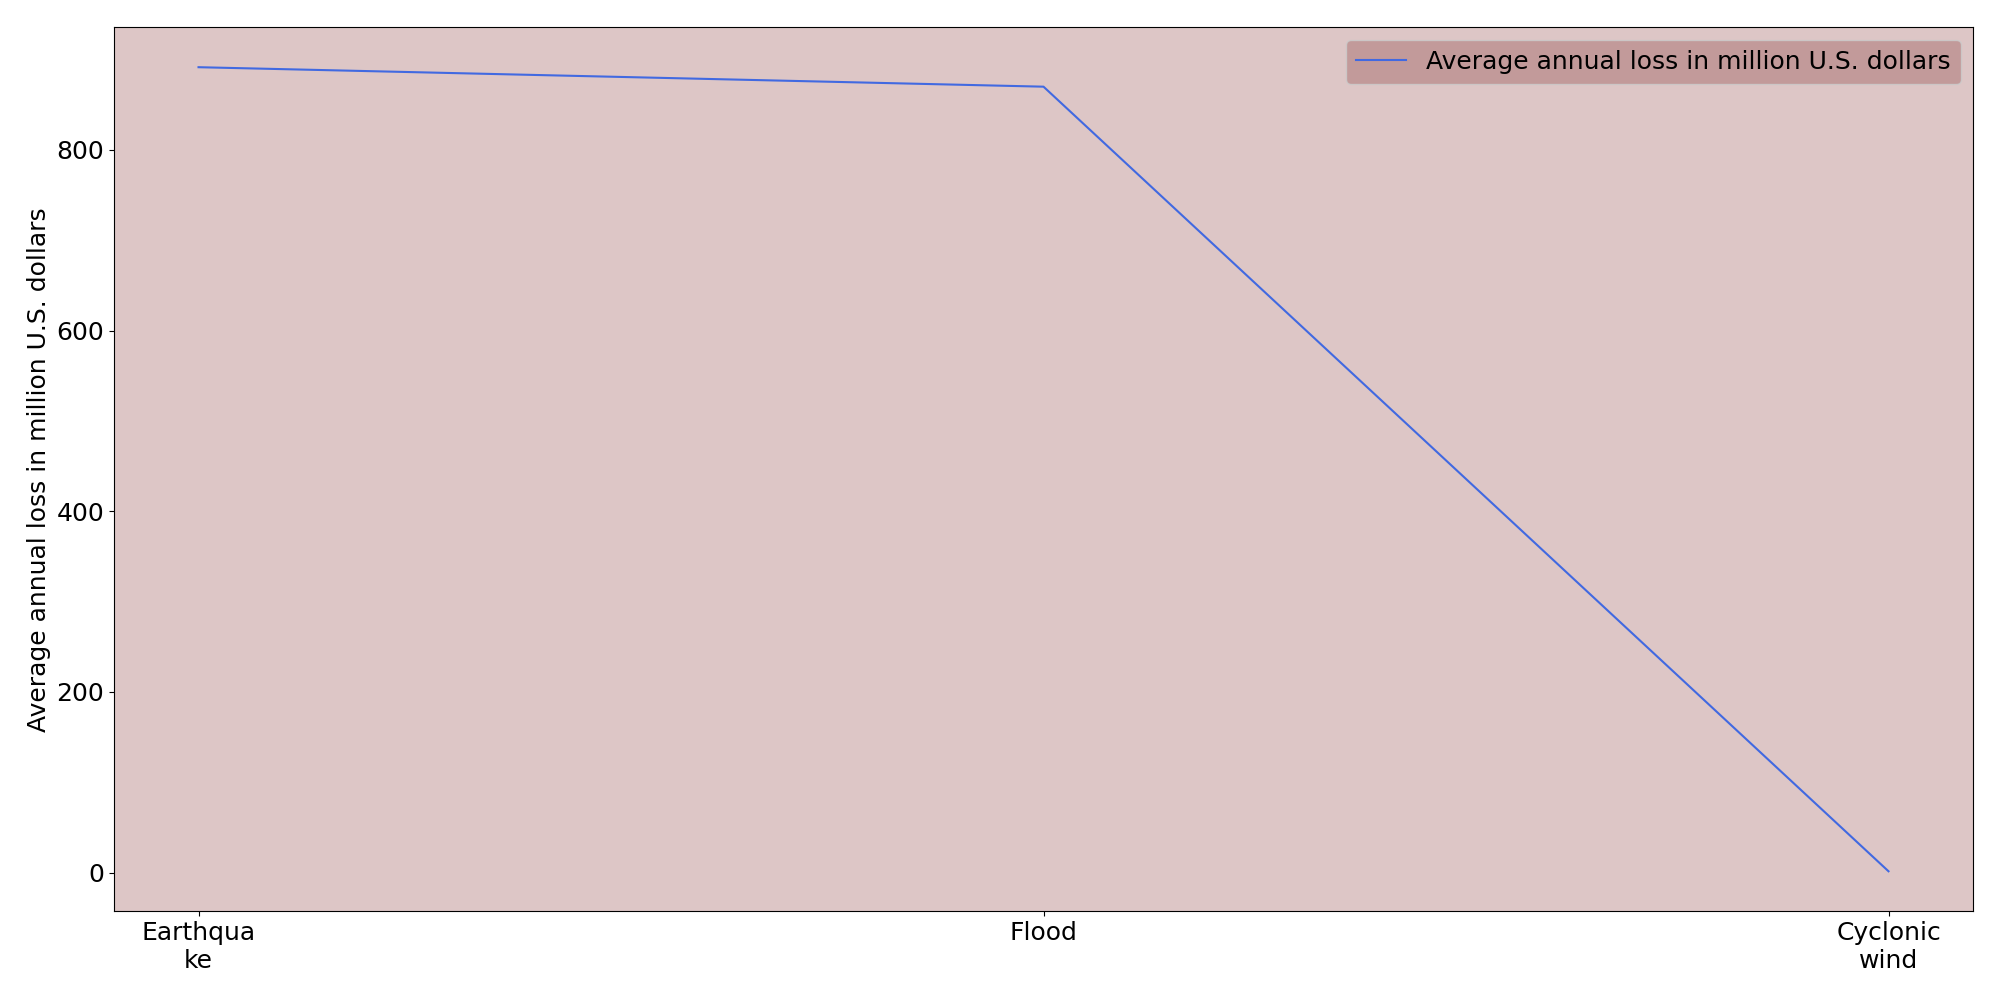 Average annual loss in million U.S. dollars
Average annual loss in million U.S. dollars
800
600
400
200
0
Earthqua
ke
Flood
Cyclonic
wind